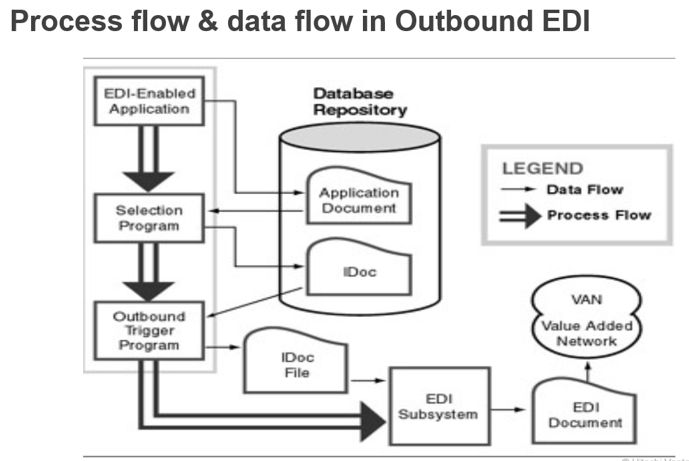 Process flow & data flow in Outbound EDI
EDI-Enabled
Application
Database
Repository
LEGEND
Data Flow
Process Flow
Application
Document
Selection
Program
IDoc
Outbound
Trigger
Program
VAN
Value Added
Network
IDoc
File
EDI
Subsystem
EDI
Document